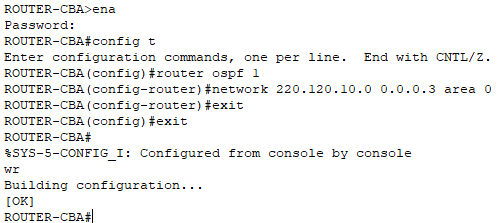 ROUTER-CBA>ena
Password:
ROUTER-CBA#config t
Enter configuration commands, one per line.  End with CNTL/Z.
ROUTER-CBA(config)#router ospf 1
ROUTER-CBA(config-router)#network 220.120.10.0 0.0.0.3 area 0
ROUTER-CBA(config-router)#exit
ROUTER-CBA(config)#exit
ROUTER-CBA#
%SYS-5-CONFIG_I: Configured from console by console
wr
Building configuration...
[OK]
ROUTER-CBA#